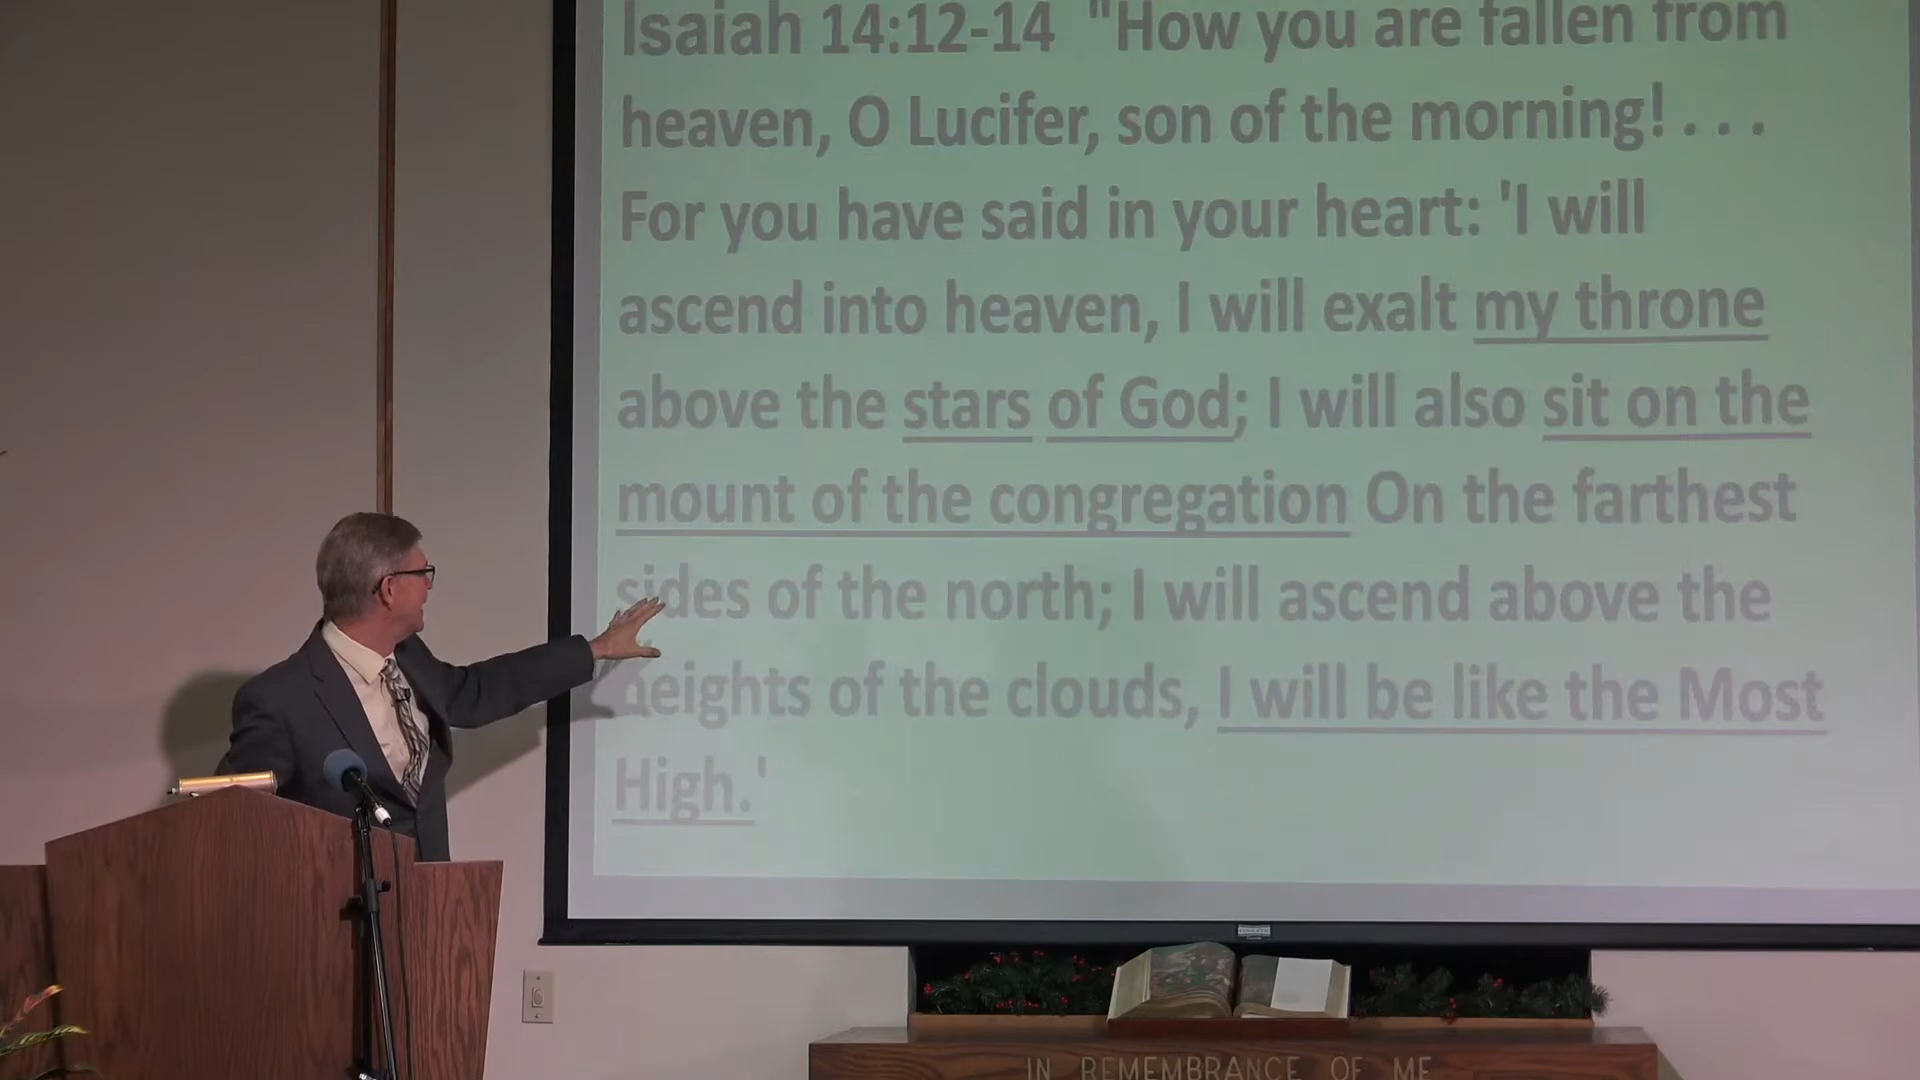 Isaiah 14:12-14 "How you are fallen from
heaven, O Lucifer, son of the morning! . . .
For you have said in your heart: 'I will
ascend into heaven, I will exalt my throne
above the stars of God; I will also sit on the
mount of the congregation On the farthest
sides of the north; I will ascend above the
heights of the clouds, I will be like the Most
High.'
IN REMEMBRANCE OF ME